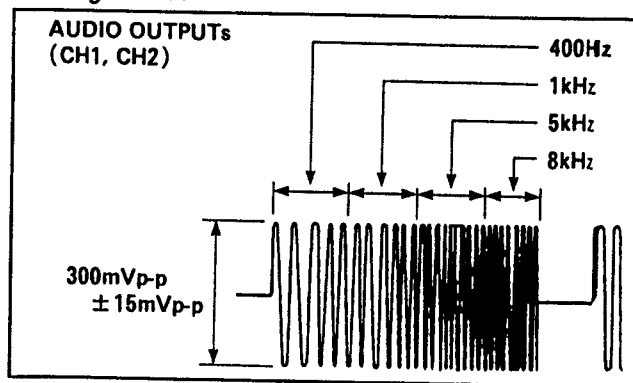 AUDIO OUTPUTs
(CH1, CH2)
400Hz
1kHz
5kHz
8kHz
300mVp-p
±15mVp-p